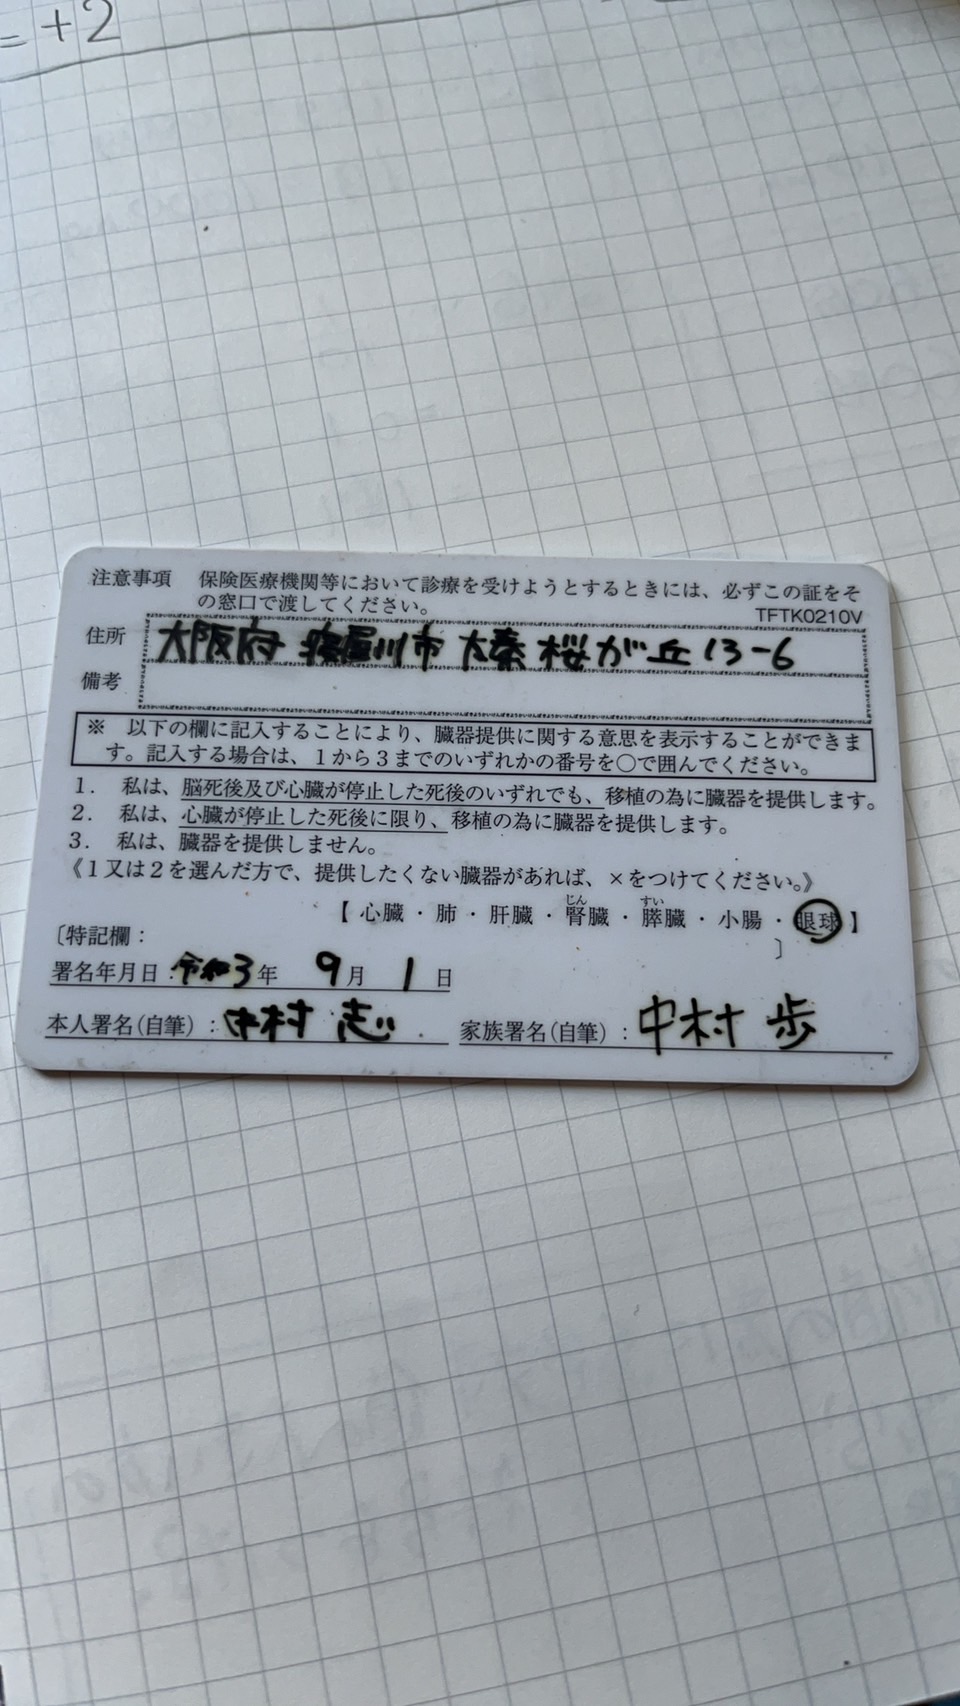 = +2
注意事項 保険医療機関等において診療を受けようとするときには、必ずこの証をそ
の窓口で渡してください。
TFTK0210V
住所 大阪府 寝屋川市 大秦 桜が丘 13-6
備考
※ 以下の欄に記入することにより、臓器提供に関する意思を表示することができま
す。記入する場合は、1から3までのいずれかの番号を○で囲んでください。
1. 私は、脳死後及び心臓が停止した死後のいずれでも、移植の為に臓器を提供します。
2. 私は、心臓が停止した死後に限り、移植の為に臓器を提供します。
3. 私は、臓器を提供しません。
《1又は2を選んだ方で、提供したくない臓器があれば、×をつけてください。》
【 心臓 ・ 肺 ・ 肝臓 ・ 腎臓 ・ 膵臓 ・ 小腸 ・ 眼球 】
じん すい
〔特記欄: 〕
署名年月日:令和3年 9月 1日
本人署名(自筆):中村 志 家族署名(自筆):中村 歩